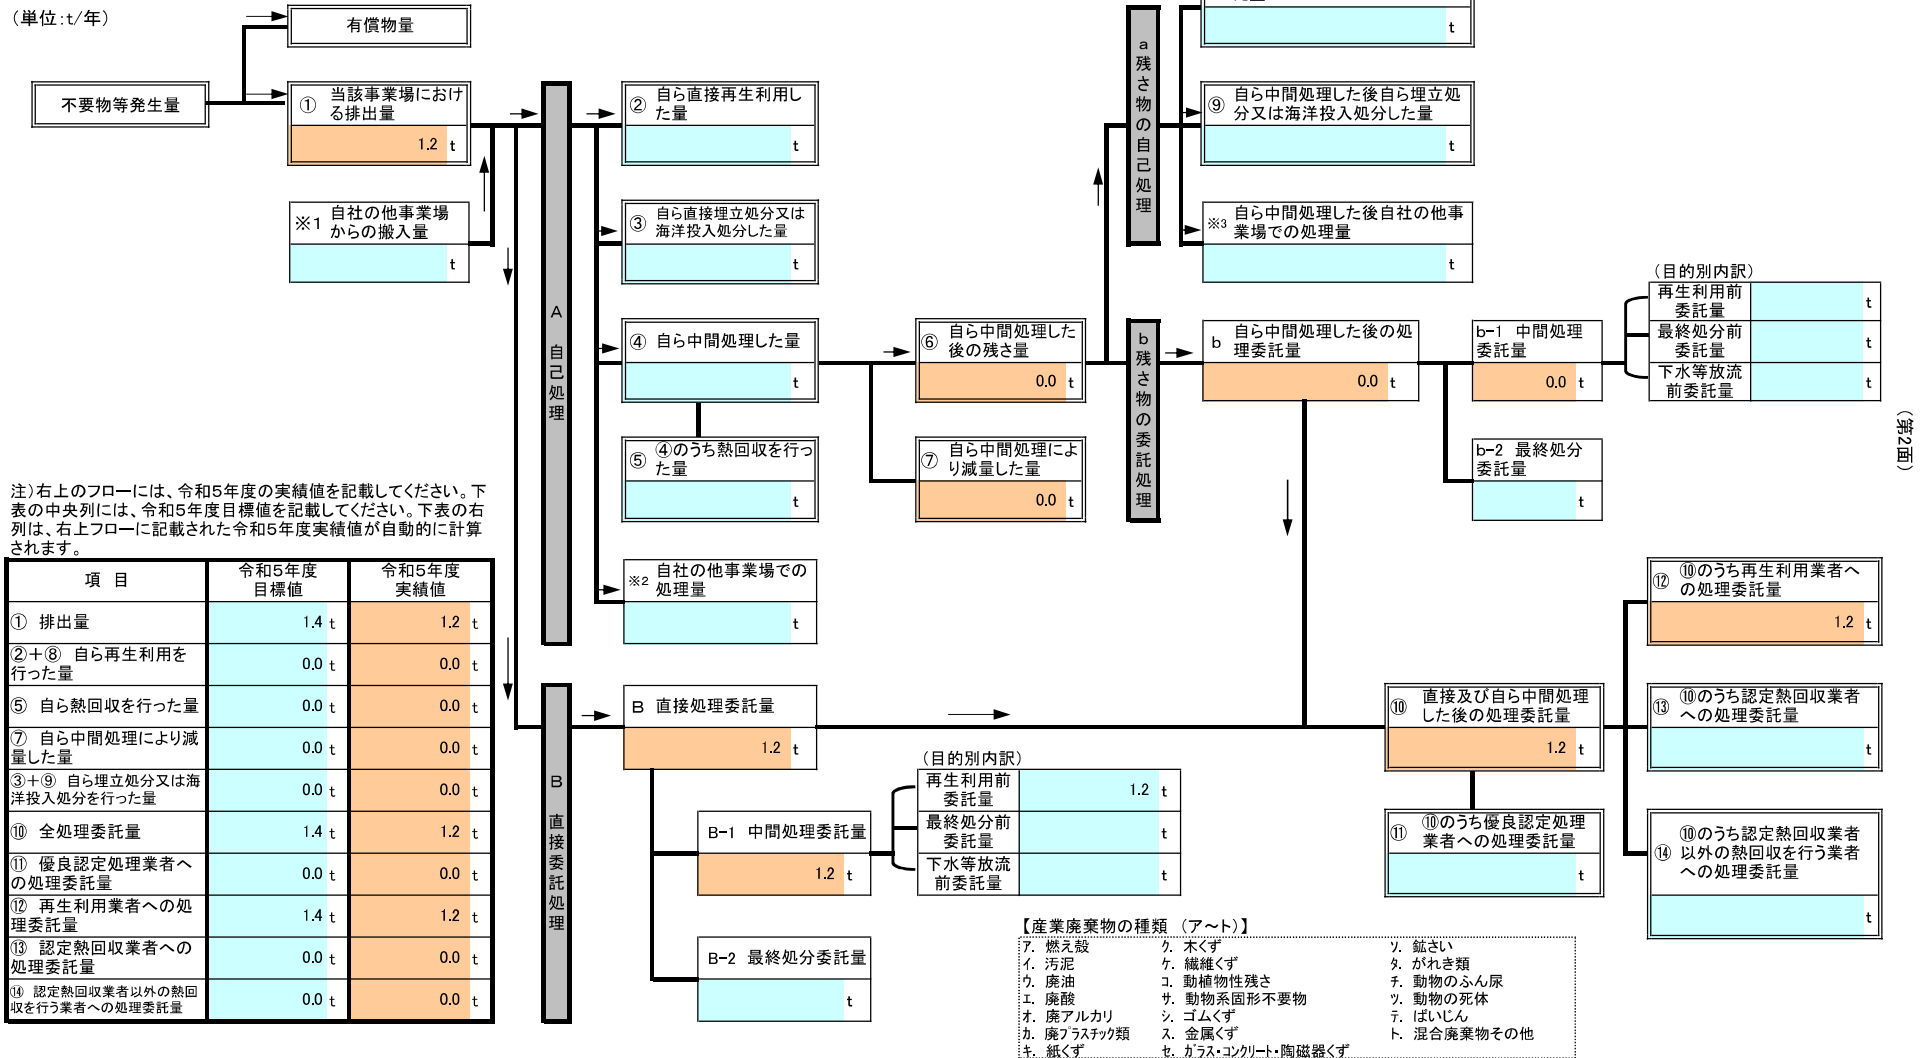 (単位:t/年)
有償物量
不要物等発生量
① 当該事業場におけ
る排出量
1.2 t
※1 自社の他事業場
からの搬入量
t
A 自己処理
② 自ら直接再生利用し
た量
t
③ 自ら直接埋立処分又は
海洋投入処分した量
t
④ 自ら中間処理した量
t
⑤ ④のうち熱回収を行っ
た量
t
※2 自社の他事業場での
処理量
t
⑥ 自ら中間処理した
後の残さ量
0.0 t
⑦ 自ら中間処理によ
り減量した量
0.0 t
a 残さ物の自己処理
t
⑨ 自ら中間処理した後自ら埋立処
分又は海洋投入処分した量
t
※3 自ら中間処理した後自社の他事
業場での処理量
t
b 残さ物の委託処理
b 自ら中間処理した後の処
理委託量
0.0 t
b-1 中間処理
委託量
0.0 t
(目的別内訳)
再生利用前
委託量 t
最終処分前
委託量 t
下水等放流
前委託量 t
b-2 最終処分
委託量
t
(第2面)
注)右上のフローには、令和5年度の実績値を記載してください。下
表の中央列には、令和5年度目標値を記載してください。下表の右
列は、右上フローに記載された令和5年度実績値が自動的に計算
されます。
項 目 令和5年度 目標値 令和5年度 実績値
① 排出量 1.4 t 1.2 t
②+⑧ 自ら再生利用を
行った量 0.0 t 0.0 t
⑤ 自ら熱回収を行った量 0.0 t 0.0 t
⑦ 自ら中間処理により減
量した量 0.0 t 0.0 t
③+⑨ 自ら埋立処分又は海
洋投入処分を行った量 0.0 t 0.0 t
⑩ 全処理委託量 1.4 t 1.2 t
⑪ 優良認定処理業者へ
の処理委託量 0.0 t 0.0 t
⑫ 再生利用業者への処
理委託量 1.4 t 1.2 t
⑬ 認定熱回収業者への
処理委託量 0.0 t 0.0 t
⑭ 認定熱回収業者以外の熱回
収を行う業者への処理委託量 0.0 t 0.0 t
B 直接委託処理
B 直接処理委託量
1.2 t
B-1 中間処理委託量
1.2 t
B-2 最終処分委託量
t
(目的別内訳)
再生利用前
委託量 1.2 t
最終処分前
委託量 t
下水等放流
前委託量 t
⑩ 直接及び自ら中間処理
した後の処理委託量
1.2 t
⑪ ⑩のうち優良認定処理
業者への処理委託量
t
⑫ ⑩のうち再生利用業者へ
の処理委託量
1.2 t
⑬ ⑩のうち認定熱回収業者
への処理委託量
t
⑭ ⑩のうち認定熱回収業者
以外の熱回収を行う業者
への処理委託量
t
【産業廃棄物の種類 (ア~ト)】
ア. 燃え殻 ク. 木くず ソ. 鉱さい
イ. 汚泥 ケ. 繊維くず タ. がれき類
ウ. 廃油 コ. 動植物性残さ チ. 動物のふん尿
エ. 廃酸 サ. 動物系固形不要物 ツ. 動物の死体
オ. 廃アルカリ シ. ゴムくず テ. ばいじん
カ. 廃プラスチック類 ス. 金属くず ト. 混合廃棄物その他
キ. 紙くず セ. ガラス・コンクリート・陶磁器くず